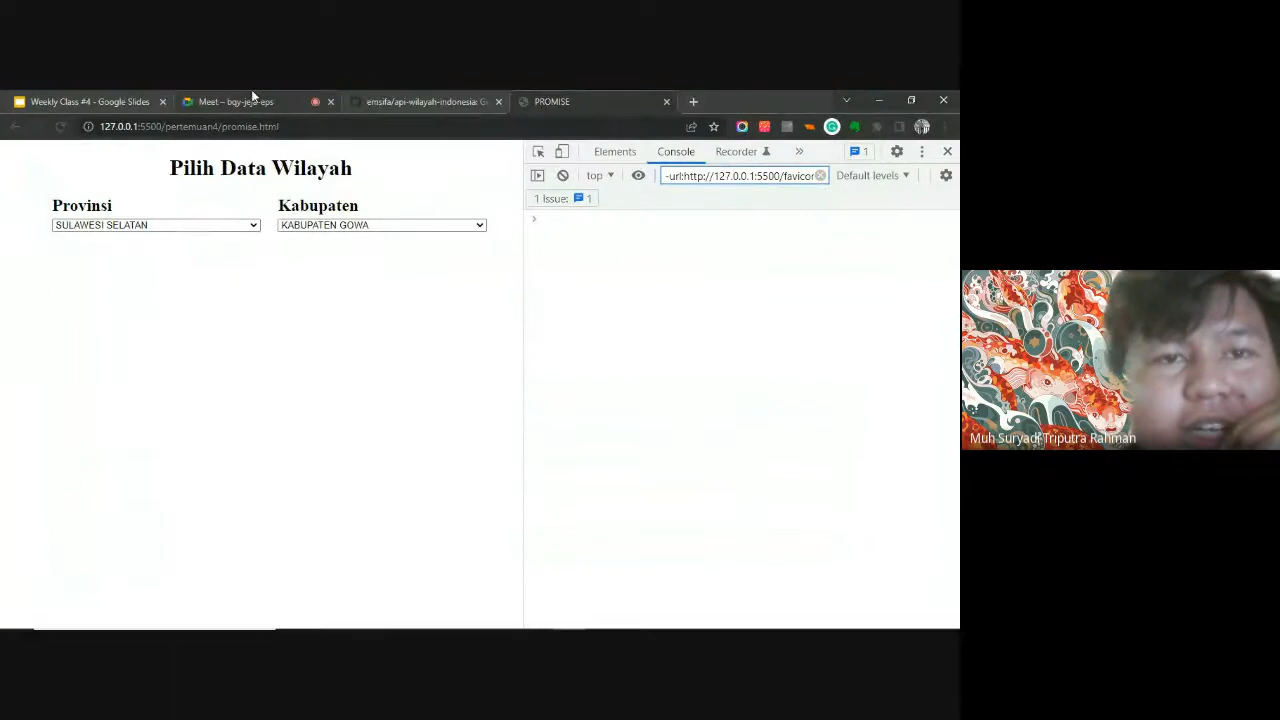 Weekly Class #4 - Google Slides
Meet – bqy-jejs-eps
emsifa/api-wilayah-indonesia: G
PROMISE
127.0.0.1:5500/pertemuan4/promise.html
Pilih Data Wilayah
Provinsi
Kabupaten
SULAWESI SELATAN
KABUPATEN GOWA
Elements
Console
Recorder
1
top
-url:http://127.0.0.1:5500/favicon
Default levels
1 Issue:
1
Muh Suryadi Triputra Rahman